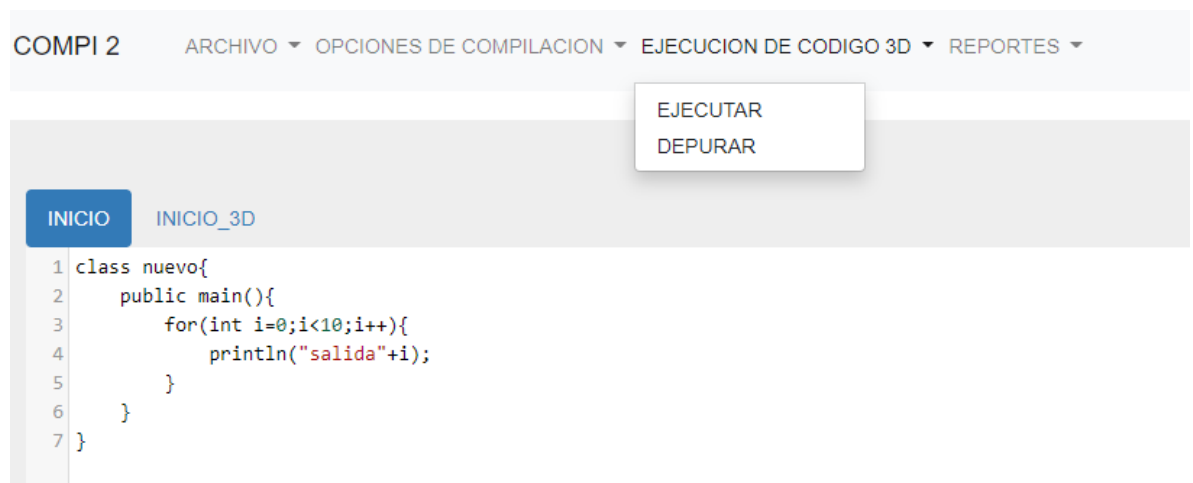 COMPI 2 ARCHIVO OPCIONES DE COMPILACION EJECUCION DE CODIGO 3D REPORTES
EJECUTAR
DEPURAR
INICIO INICIO_3D
1 class nuevo{
2     public main(){
3         for(int i=0;i<10;i++){
4             println("salida"+i);
5         }
6     }
7 }